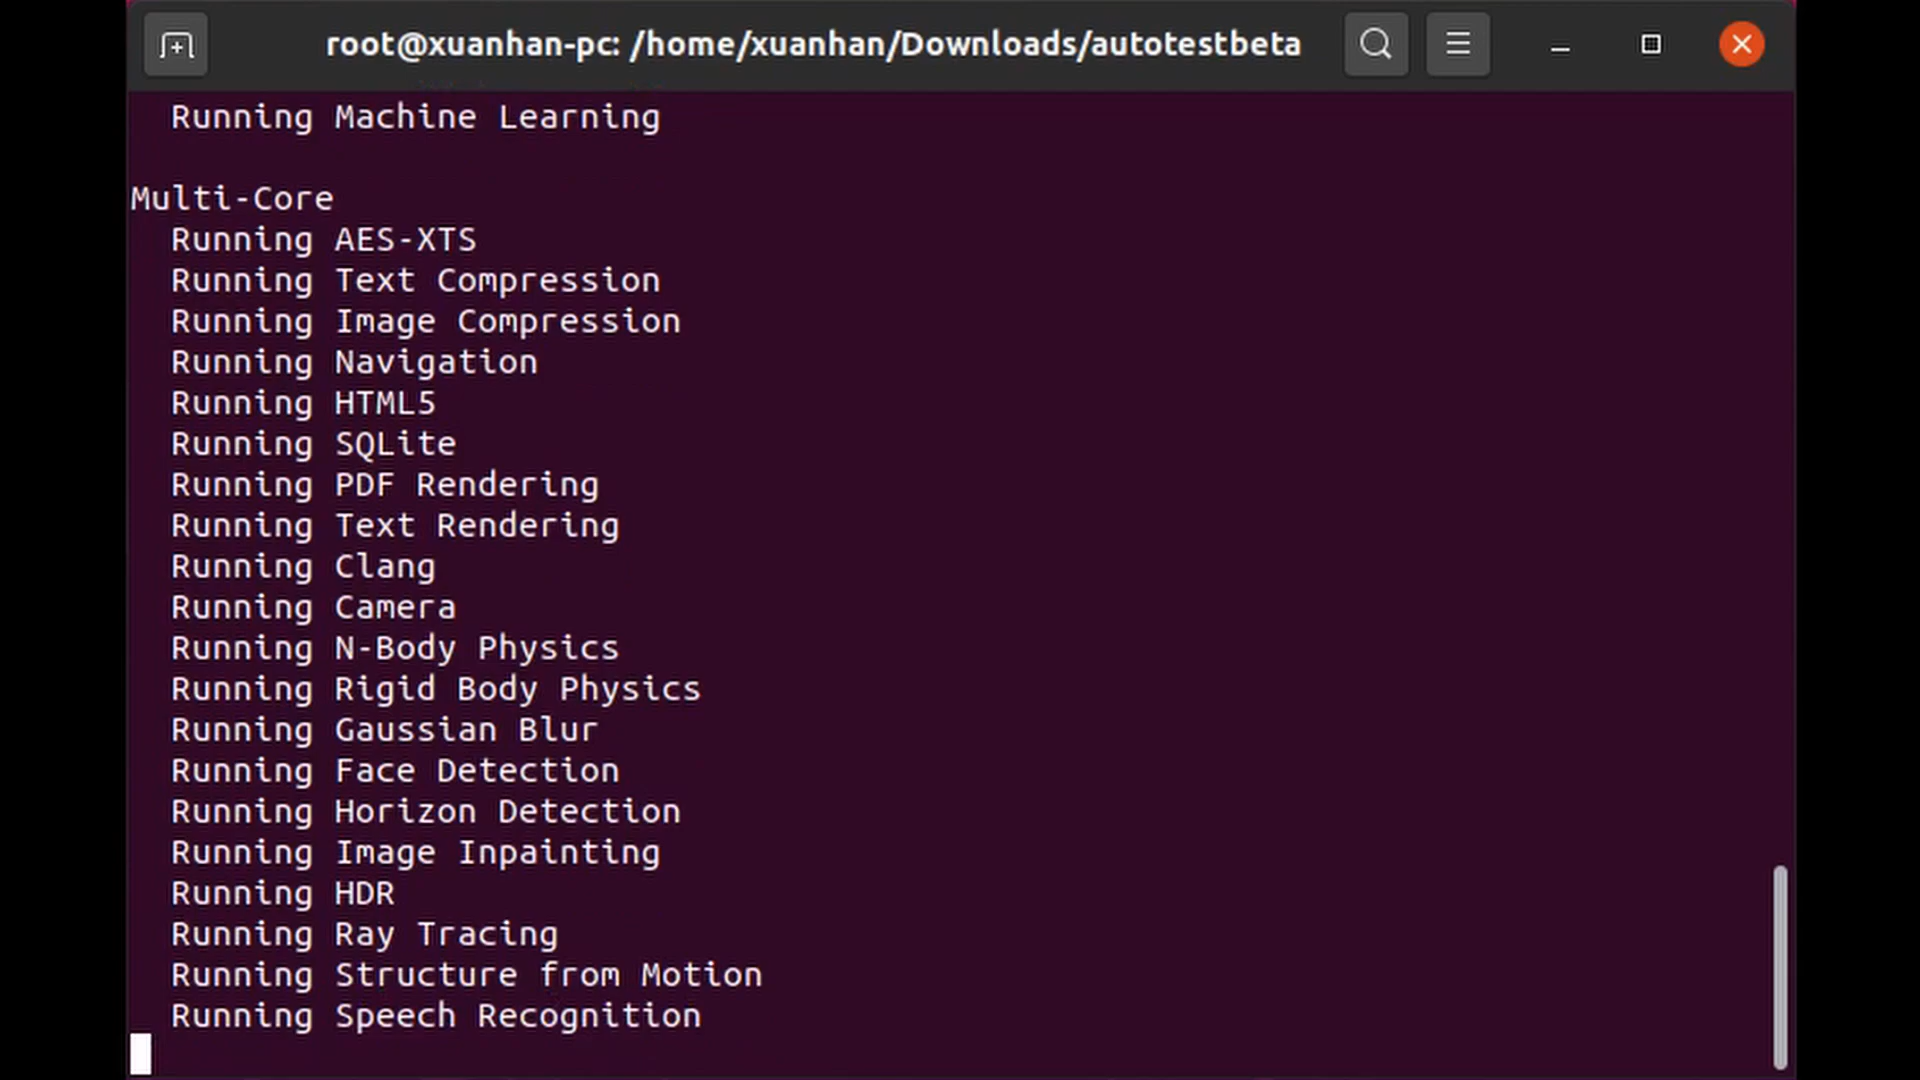 root@xuanhan-pc: /home/xuanhan/Downloads/autotestbeta
Running Machine Learning
Multi-Core
Running AES-XTS
Running Text Compression
Running Image Compression
Running Navigation
Running HTML5
Running SQLite
Running PDF Rendering
Running Text Rendering
Running Clang
Running Camera
Running N-Body Physics
Running Rigid Body Physics
Running Gaussian Blur
Running Face Detection
Running Horizon Detection
Running Image Inpainting
Running HDR
Running Ray Tracing
Running Structure from Motion
Running Speech Recognition